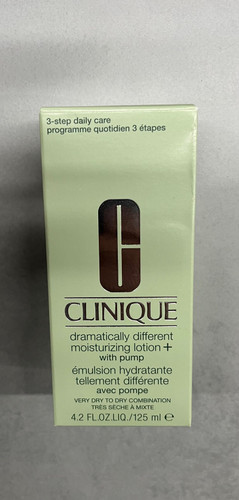 3-step daily care
programme quotidien 3 étapes
C
CLINIQUE
dramatically different
moisturizing lotion +
with pump
émulsion hydratante
tellement différente
avec pompe
VERY DRY TO DRY COMBINATION
TRÈS SÈCHE À MIXTE
4.2 FL.OZ.LIQ./125 ml ℮